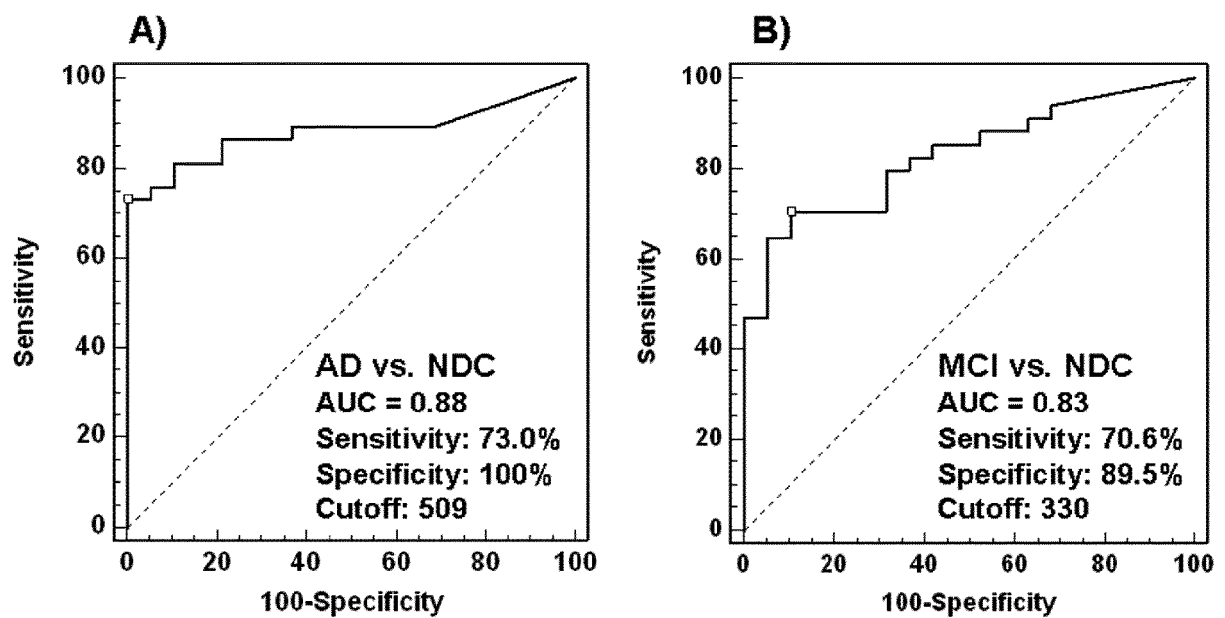 A)
100
80
60
40
20
0
Sensitivity
AD vs. NDC
AUC = 0.88
Sensitivity: 73.0%
Specificity: 100%
Cutoff: 509
0 20 40 60 80 100
100-Specificity
B)
100
80
60
40
20
0
Sensitivity
MCI vs. NDC
AUC = 0.83
Sensitivity: 70.6%
Specificity: 89.5%
Cutoff: 330
0 20 40 60 80 100
100-Specificity